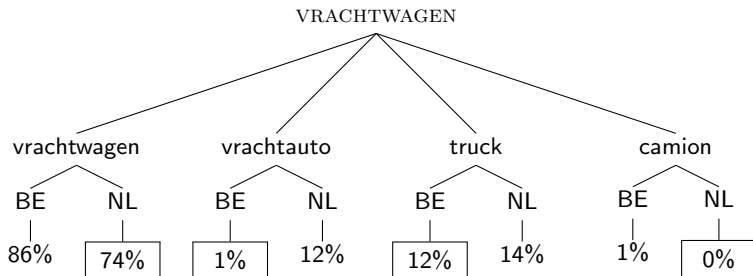 VRACHTWAGEN
vrachtwagen vrachtauto truck camion
BE NL BE NL BE NL BE NL
86% 74% 1% 12% 12% 14% 1% 0%